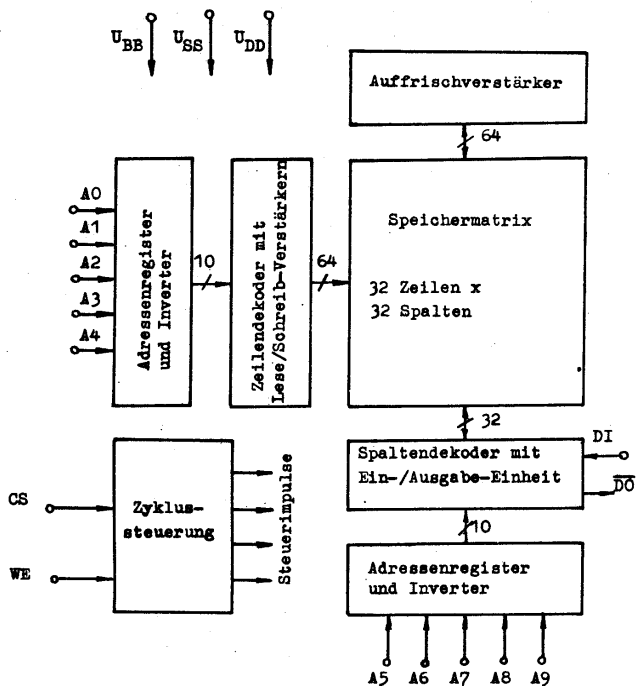 U_BB U_SS U_DD
Auffrischverstärker
64
A0
A1
A2
A3
A4
Adressenregister
und Inverter
10
Zeilendekoder mit
Lese/Schreib-Verstärkern
64
Speichermatrix
32 Zeilen x
32 Spalten
32
Spaltendekoder mit
Ein-/Ausgabe-Einheit
DI
D̅O̅
CS
W̅E̅
Zyklus-
steuerung
Steuerimpulse
10
Adressenregister
und Inverter
A5 A6 A7 A8 A9